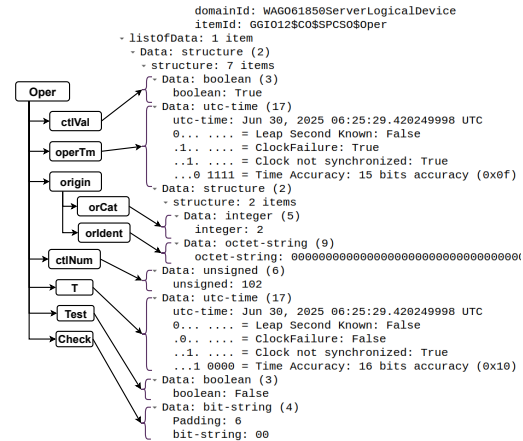 domainId: WAGO61850ServerLogicalDevice
itemId: GGIO12$CO$SPCSO$Oper
listOfData: 1 item
Data: structure (2)
structure: 7 items
Data: boolean (3)
boolean: True
Data: utc-time (17)
utc-time: Jun 30, 2025 06:25:29.420249998 UTC
0... .... = Leap Second Known: False
.1.. .... = ClockFailure: True
..1. .... = Clock not synchronized: True
...0 1111 = Time Accuracy: 15 bits accuracy (0x0f)
Data: structure (2)
structure: 2 items
Data: integer (5)
integer: 2
Data: octet-string (9)
octet-string: 00000000000000000000000000000000000
Data: unsigned (6)
unsigned: 102
Data: utc-time (17)
utc-time: Jun 30, 2025 06:25:29.420249998 UTC
0... .... = Leap Second Known: False
.0.. .... = ClockFailure: False
..1. .... = Clock not synchronized: True
...1 0000 = Time Accuracy: 16 bits accuracy (0x10)
Data: boolean (3)
boolean: False
Data: bit-string (4)
Padding: 6
bit-string: 00
Oper
ctlVal
operTm
origin
orCat
orIdent
ctlNum
T
Test
Check